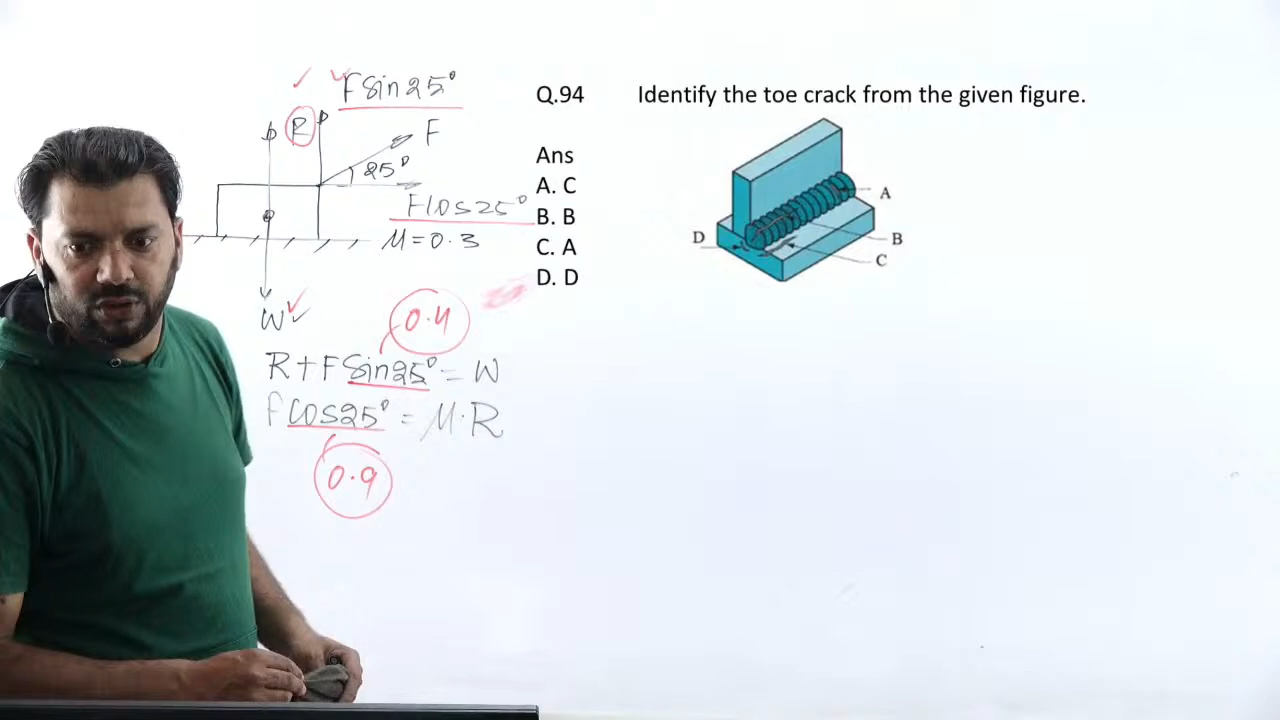 F Sin 25°
R
F
25°
F Cos 25°
μ = 0.3
W
0.4
R + F Sin 25° = W
F Cos 25° = μ · R
0.9
Q.94 Identify the toe crack from the given figure.
Ans
A. C
B. B
C. A
D. D
A
B
C
D